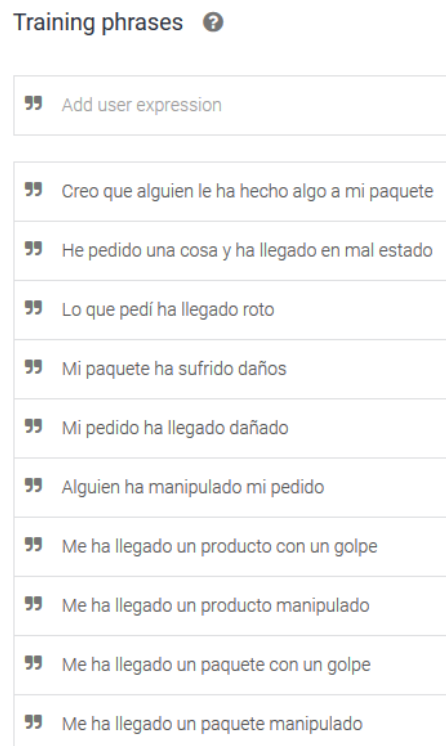 Training phrases ?
Add user expression
Creo que alguien le ha hecho algo a mi paquete
He pedido una cosa y ha llegado en mal estado
Lo que pedí ha llegado roto
Mi paquete ha sufrido daños
Mi pedido ha llegado dañado
Alguien ha manipulado mi pedido
Me ha llegado un producto con un golpe
Me ha llegado un producto manipulado
Me ha llegado un paquete con un golpe
Me ha llegado un paquete manipulado